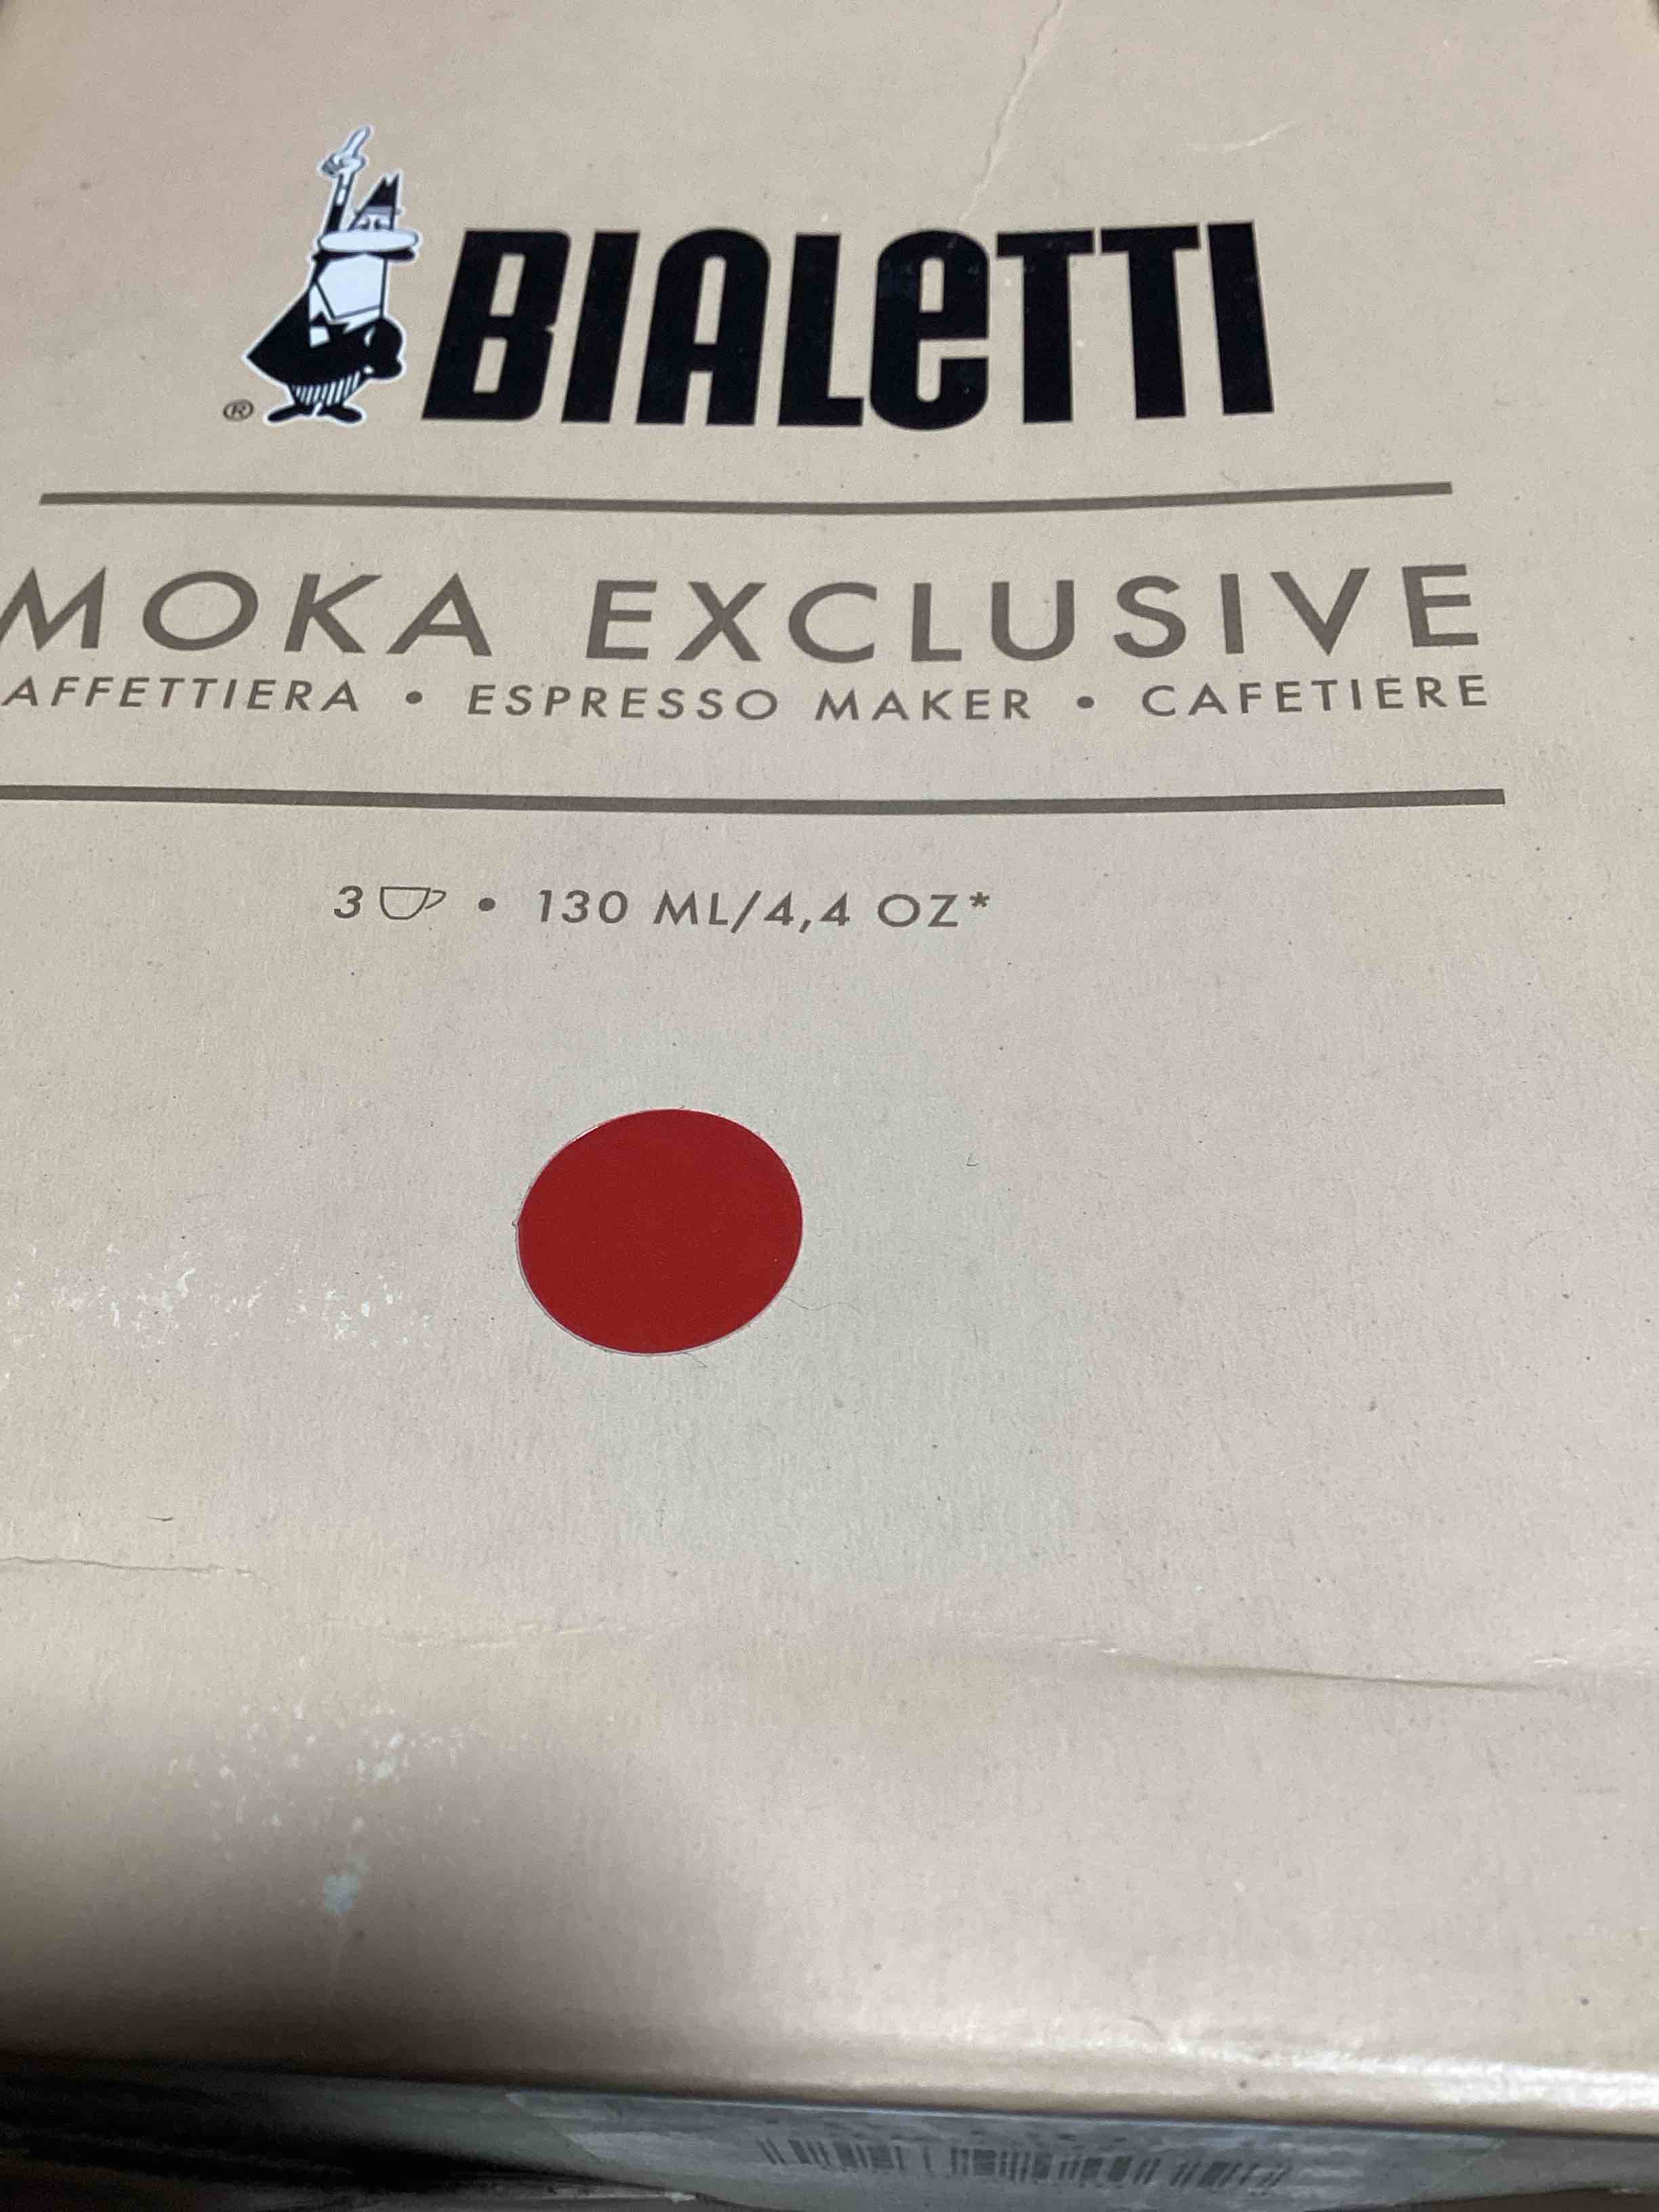 BIALETTI
®
MOKA EXCLUSIVE
AFFETTIERA • ESPRESSO MAKER • CAFETIERE
3 • 130 ML/4,4 OZ*